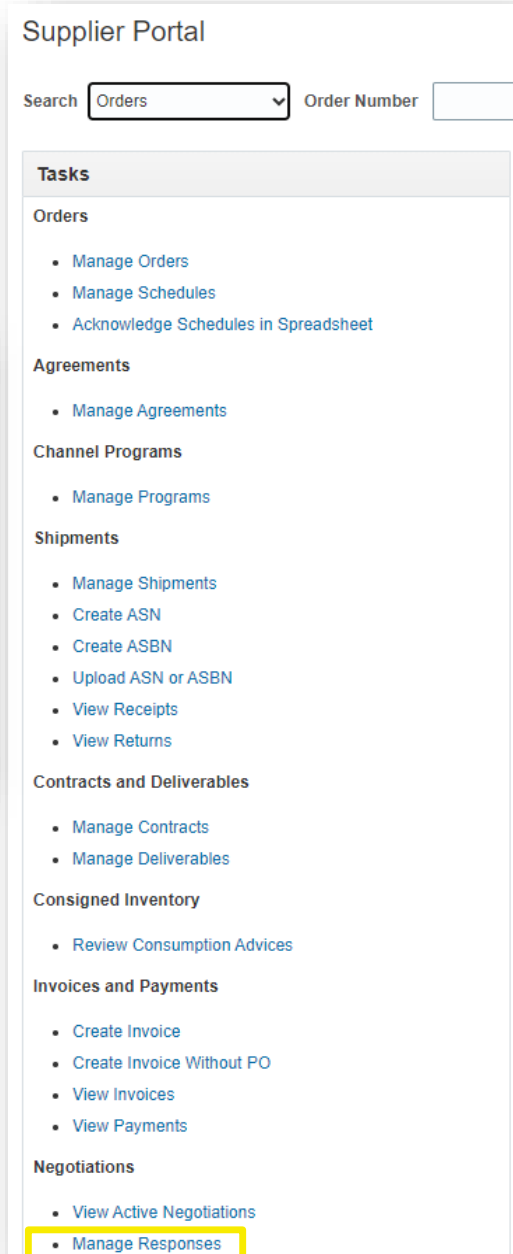 Supplier Portal
Search Orders Order Number
Tasks
Orders
Manage Orders
Manage Schedules
Acknowledge Schedules in Spreadsheet
Agreements
Manage Agreements
Channel Programs
Manage Programs
Shipments
Manage Shipments
Create ASN
Create ASBN
Upload ASN or ASBN
View Receipts
View Returns
Contracts and Deliverables
Manage Contracts
Manage Deliverables
Consigned Inventory
Review Consumption Advices
Invoices and Payments
Create Invoice
Create Invoice Without PO
View Invoices
View Payments
Negotiations
View Active Negotiations
Manage Responses